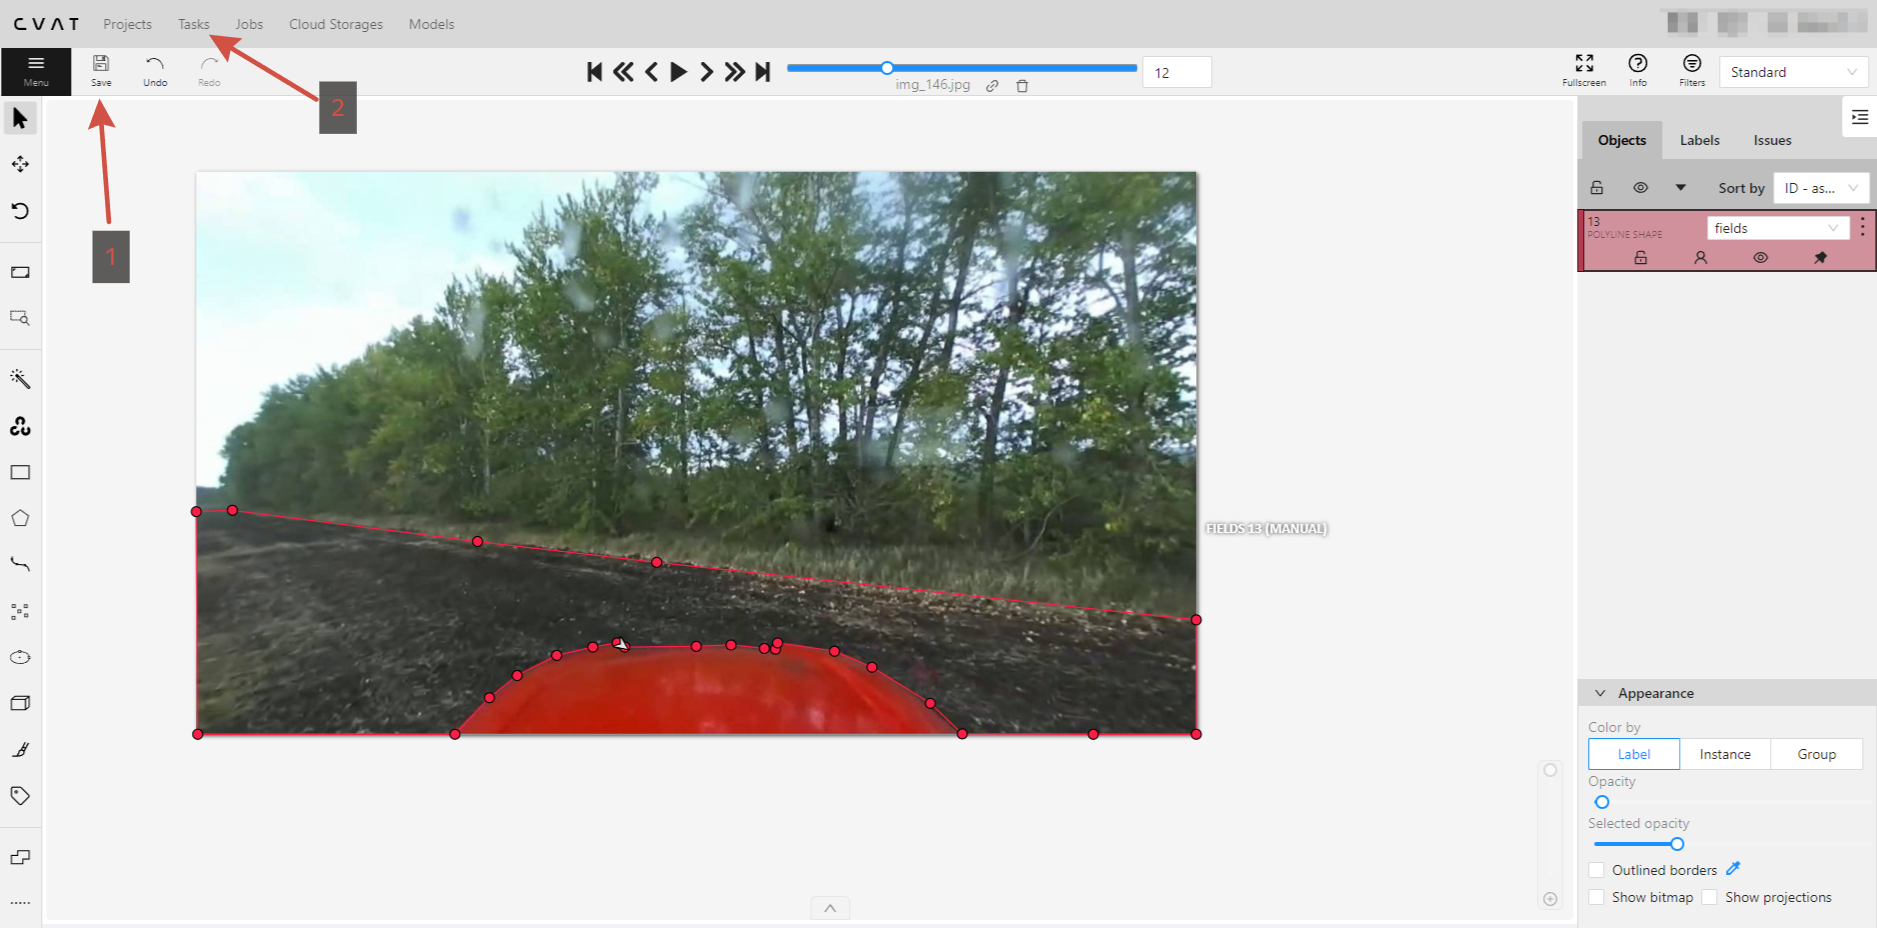 CVAT Projects Tasks Jobs Cloud Storages Models
Menu Save Undo Redo
img_146.jpg
12
Fullscreen Info Filters Standard
2
1
Objects Labels Issues
Sort by ID - as...
13
POLYLINE SHAPE
fields
FIELDS 13 (MANUAL)
Appearance
Color by
Label Instance Group
Opacity
Selected opacity
Outlined borders
Show bitmap Show projections